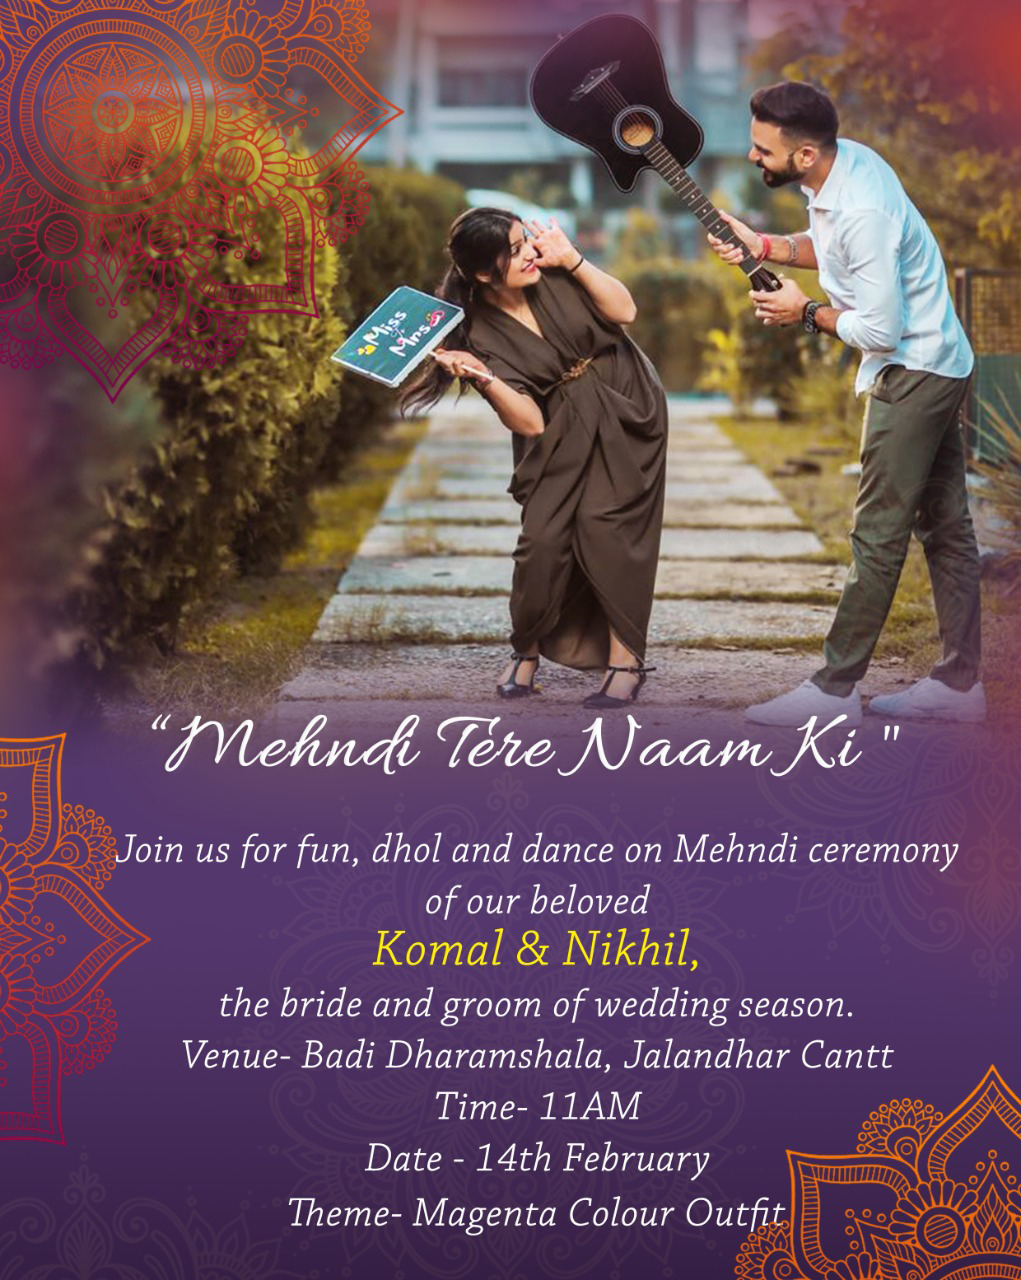 Miss
to
Mrs
“Mehndi Tere Naam Ki "
Join us for fun, dhol and dance on Mehndi ceremony
of our beloved
Komal & Nikhil,
the bride and groom of wedding season.
Venue- Badi Dharamshala, Jalandhar Cantt
Time- 11AM
Date - 14th February
Theme- Magenta Colour Outfit